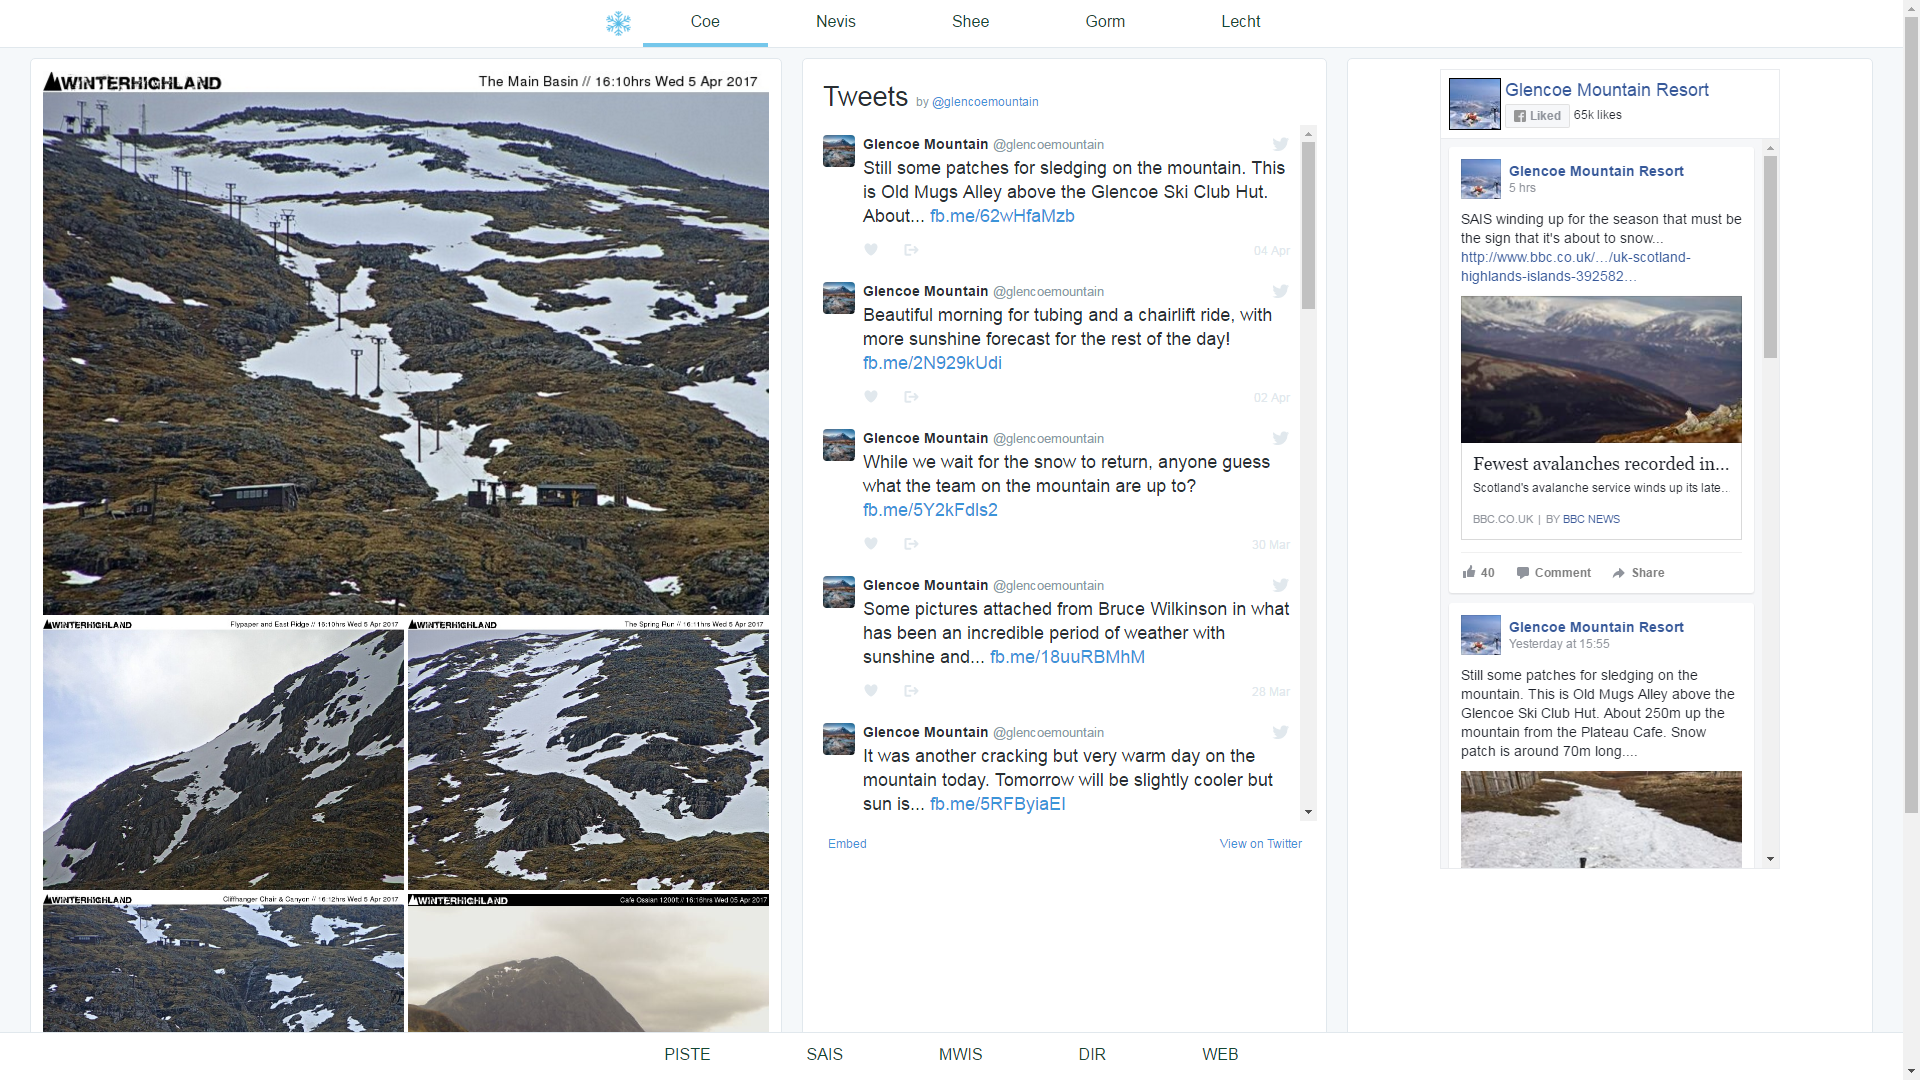 Coe
Nevis
Shee
Gorm
Lecht
WINTERHIGHLAND
The Main Basin // 16:10hrs Wed 5 Apr 2017
WINTERHIGHLAND
Flypaper and East Ridge // 16:10hrs Wed 5 Apr 2017
WINTERHIGHLAND
The Spring Run // 16:11hrs Wed 5 Apr 2017
WINTERHIGHLAND
Cliffhanger Chair & Canyon // 16:12hrs Wed 5 Apr 2017
WINTERHIGHLAND
Cafe Ossian 1200ft // 16:16hrs Wed 05 Apr 2017
Tweets by @glencoemountain
Glencoe Mountain @glencoemountain
Still some patches for sledging on the mountain. This
is Old Mugs Alley above the Glencoe Ski Club Hut.
About... fb.me/62wHfaMzb
04 Apr
Glencoe Mountain @glencoemountain
Beautiful morning for tubing and a chairlift ride, with
more sunshine forecast for the rest of the day!
fb.me/2N929kUdi
02 Apr
Glencoe Mountain @glencoemountain
While we wait for the snow to return, anyone guess
what the team on the mountain are up to?
fb.me/5Y2kFdls2
30 Mar
Glencoe Mountain @glencoemountain
Some pictures attached from Bruce Wilkinson in what
has been an incredible period of weather with
sunshine and... fb.me/18uuRBMhM
28 Mar
Glencoe Mountain @glencoemountain
It was another cracking but very warm day on the
mountain today. Tomorrow will be slightly cooler but
sun is... fb.me/5RFByiaEI
Embed
View on Twitter
Glencoe Mountain Resort
Liked
65k likes
Glencoe Mountain Resort
5 hrs
SAIS winding up for the season that must be
the sign that it's about to snow...
http://www.bbc.co.uk/…/uk-scotland-
highlands-islands-392582…
Fewest avalanches recorded in...
Scotland's avalanche service winds up its late..
BBC.CO.UK | BY BBC NEWS
40
Comment
Share
Glencoe Mountain Resort
Yesterday at 15:55
Still some patches for sledging on the
mountain. This is Old Mugs Alley above the
Glencoe Ski Club Hut. About 250m up the
mountain from the Plateau Cafe. Snow
patch is around 70m long....
PISTE
SAIS
MWIS
DIR
WEB